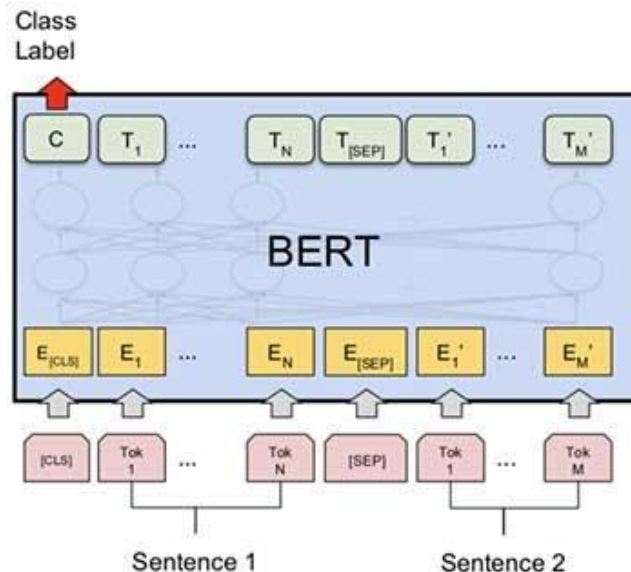 Class
Label
C T1 ... TN T[SEP] T1' ... TM'
BERT
E[CLS] E1 ... EN E[SEP] E1' ... EM'
[CLS] Tok 1 ... Tok N [SEP] Tok 1 ... Tok M
Sentence 1 Sentence 2